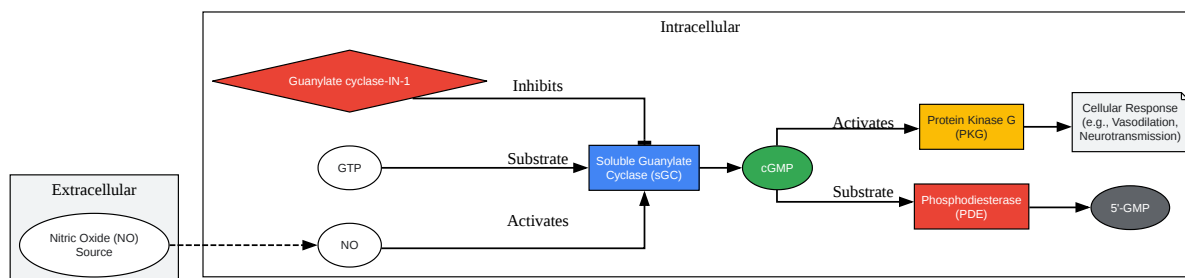 Intracellular
Guanylate cyclase-IN-1
Inhibits
GTP
Substrate
Soluble Guanylate
Cyclase (sGC)
cGMP
Activates
Protein Kinase G
(PKG)
Cellular Response
(e.g., Vasodilation,
Neurotransmission)
Substrate
Phosphodiesterase
(PDE)
5'-GMP
Extracellular
Nitric Oxide (NO)
Source
NO
Activates